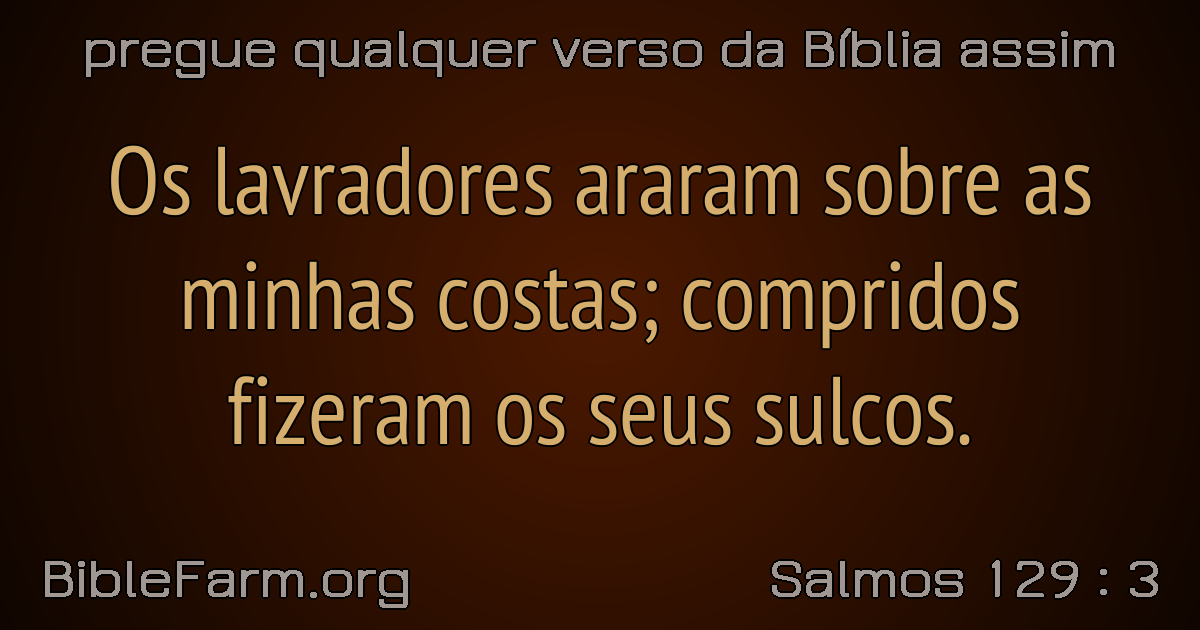 pregue qualquer verso da Bíblia assim
Os lavradores araram sobre as
minhas costas; compridos
fizeram os seus sulcos.
BibleFarm.org
Salmos 129 : 3